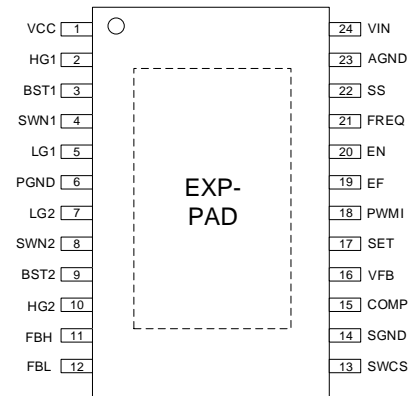 VCC 1
HG1 2
BST1 3
SWN1 4
LG1 5
PGND 6
LG2 7
SWN2 8
BST2 9
HG2 10
FBH 11
FBL 12
EXP-
PAD
24 VIN
23 AGND
22 SS
21 FREQ
20 EN
19 EF
18 PWMI
17 SET
16 VFB
15 COMP
14 SGND
13 SWCS